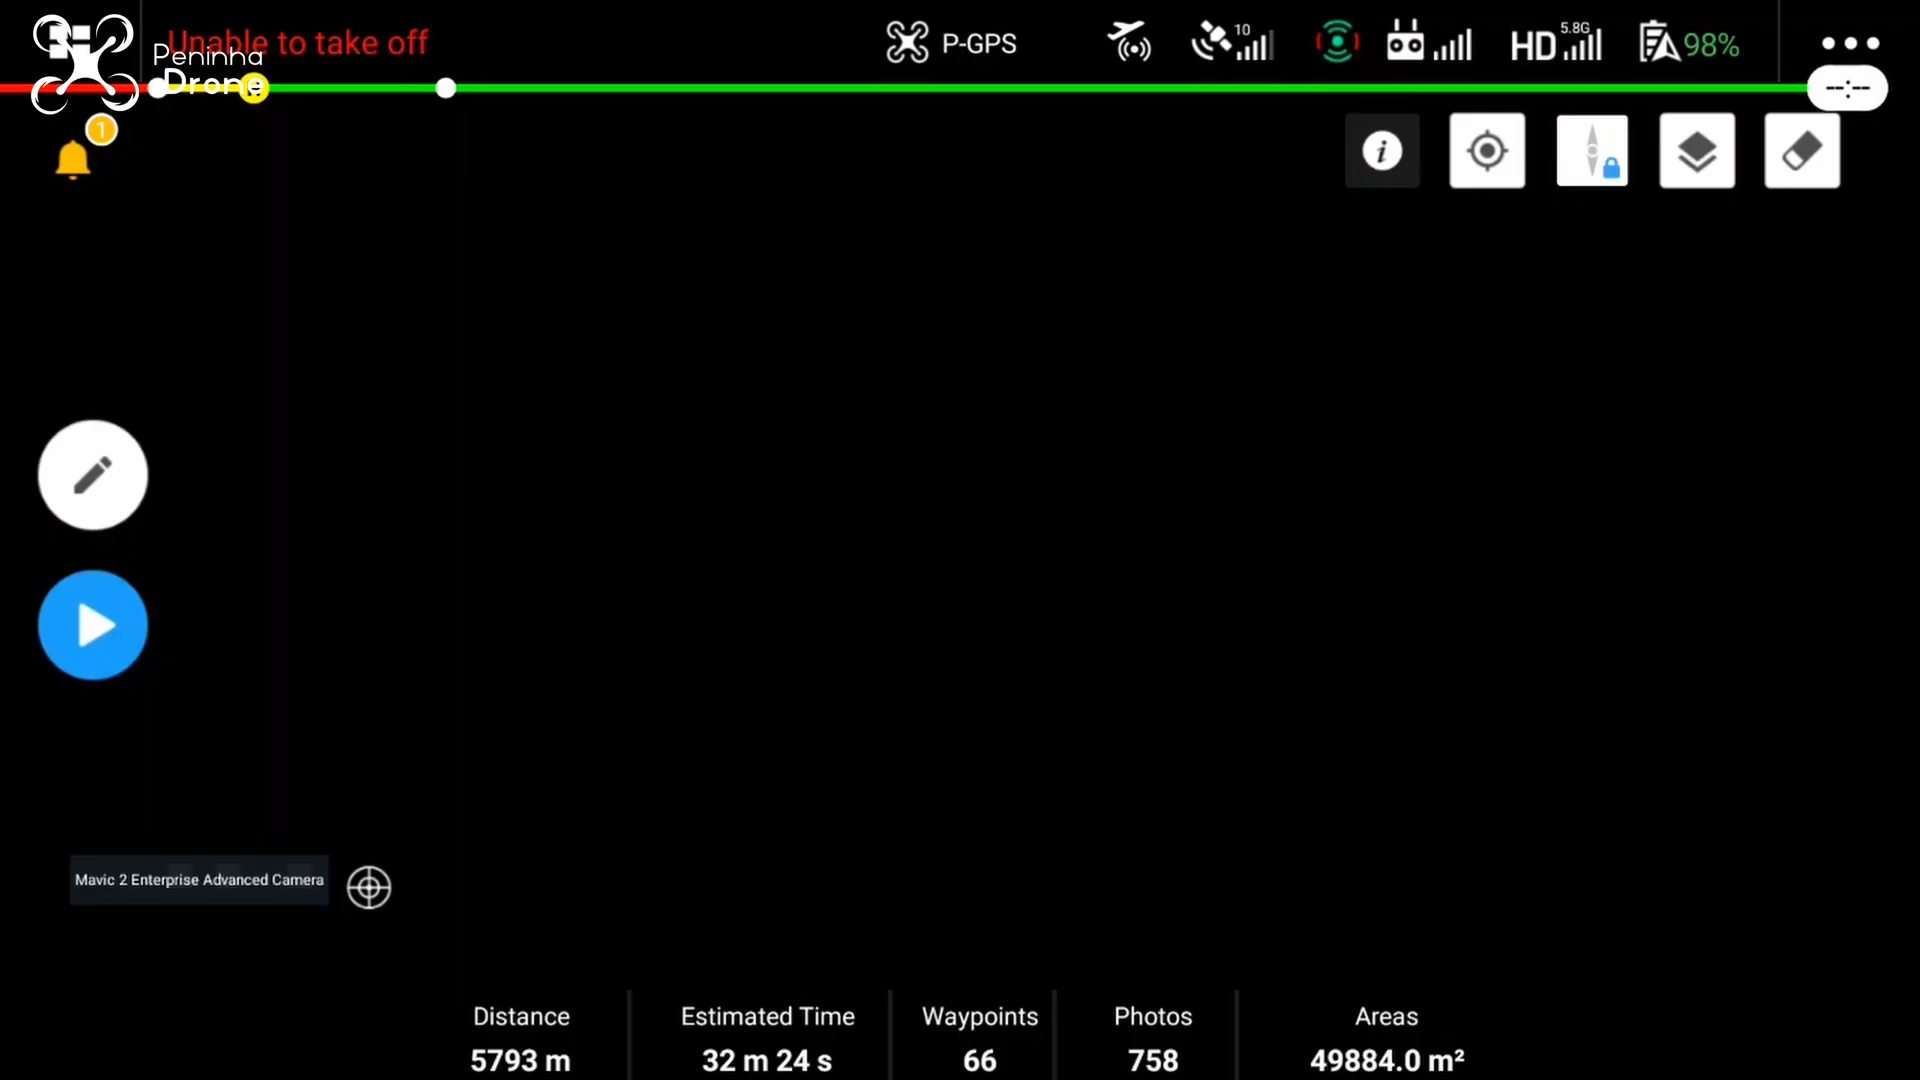 Unable to take off
Peninha
Drone
P-GPS
10
HD
5.8G
98%
--:--
1
i
Mavic 2 Enterprise Advanced Camera
Distance
5793 m
Estimated Time
32 m 24 s
Waypoints
66
Photos
758
Areas
49884.0 m²